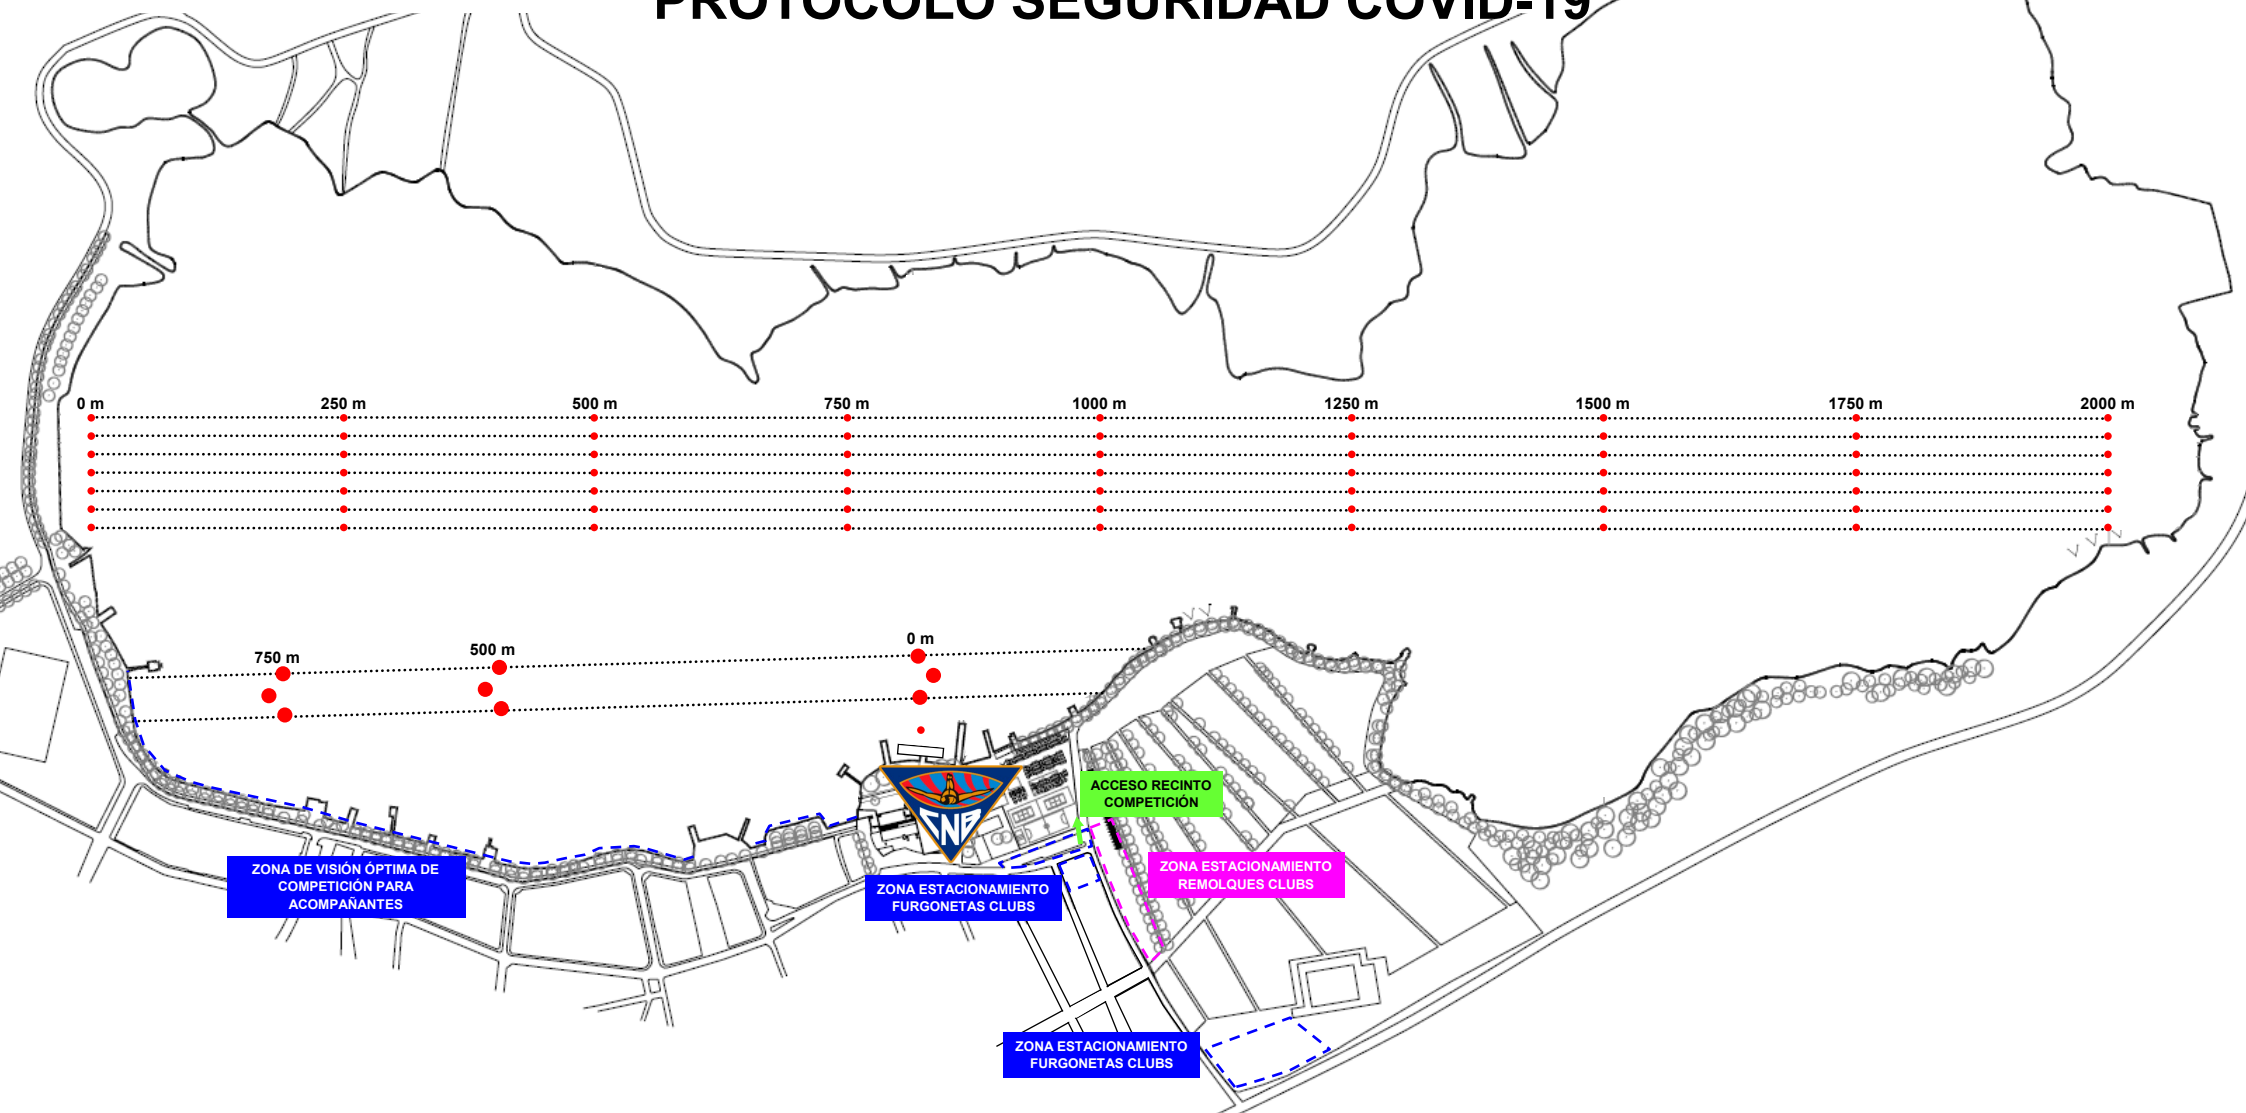 PROTOCOLO SEGURIDAD COVID-19
0 m
250 m
500 m
750 m
1000 m
1250 m
1500 m
1750 m
2000 m
750 m
500 m
0 m
CNB
ACCESO RECINTO
COMPETICIÓN
ZONA DE VISIÓN ÓPTIMA DE
COMPETICIÓN PARA
ACOMPAÑANTES
ZONA ESTACIONAMIENTO
FURGONETAS CLUBS
ZONA ESTACIONAMIENTO
REMOLQUES CLUBS
ZONA ESTACIONAMIENTO
FURGONETAS CLUBS